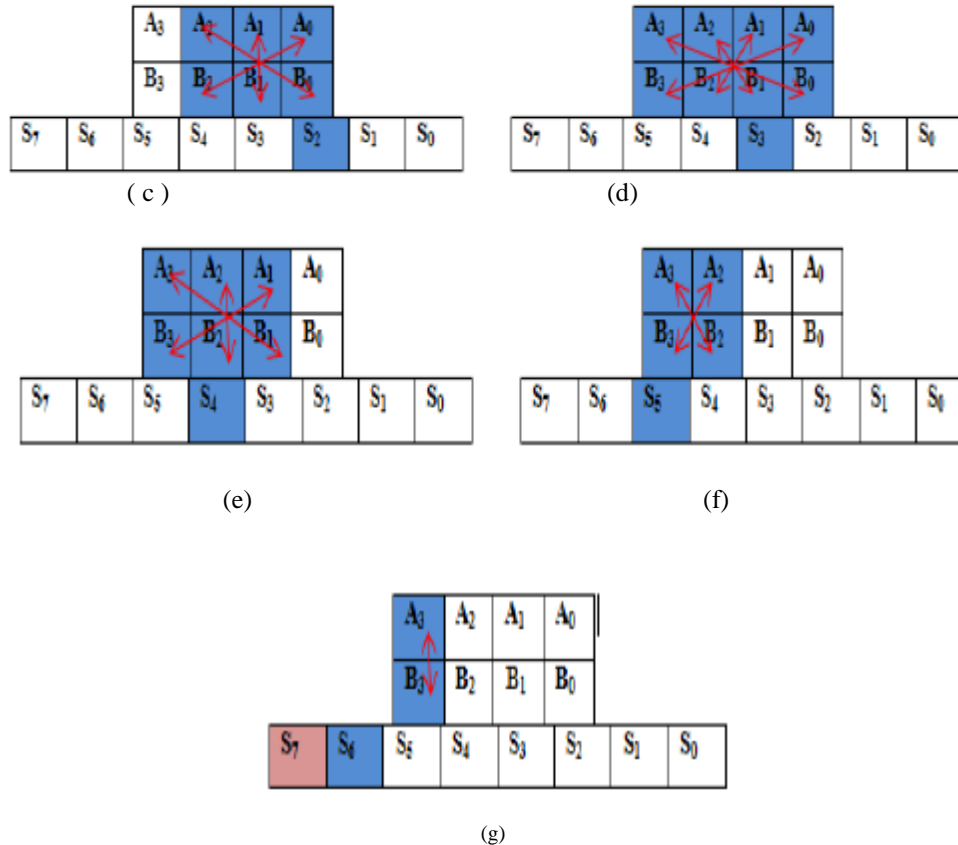 A₃ A₂ A₁ A₀
B₃ B₂ B₁ B₀
S₇ S₆ S₅ S₄ S₃ S₂ S₁ S₀
( c )
A₃ A₂ A₁ A₀
B₃ B₂ B₁ B₀
S₇ S₆ S₅ S₄ S₃ S₂ S₁ S₀
(d)
A₃ A₂ A₁ A₀
B₃ B₂ B₁ B₀
S₇ S₆ S₅ S₄ S₃ S₂ S₁ S₀
(e)
A₃ A₂ A₁ A₀
B₃ B₂ B₁ B₀
S₇ S₆ S₅ S₄ S₃ S₂ S₁ S₀
(f)
A₃ A₂ A₁ A₀
B₃ B₂ B₁ B₀
S₇ S₆ S₅ S₄ S₃ S₂ S₁ S₀
(g)